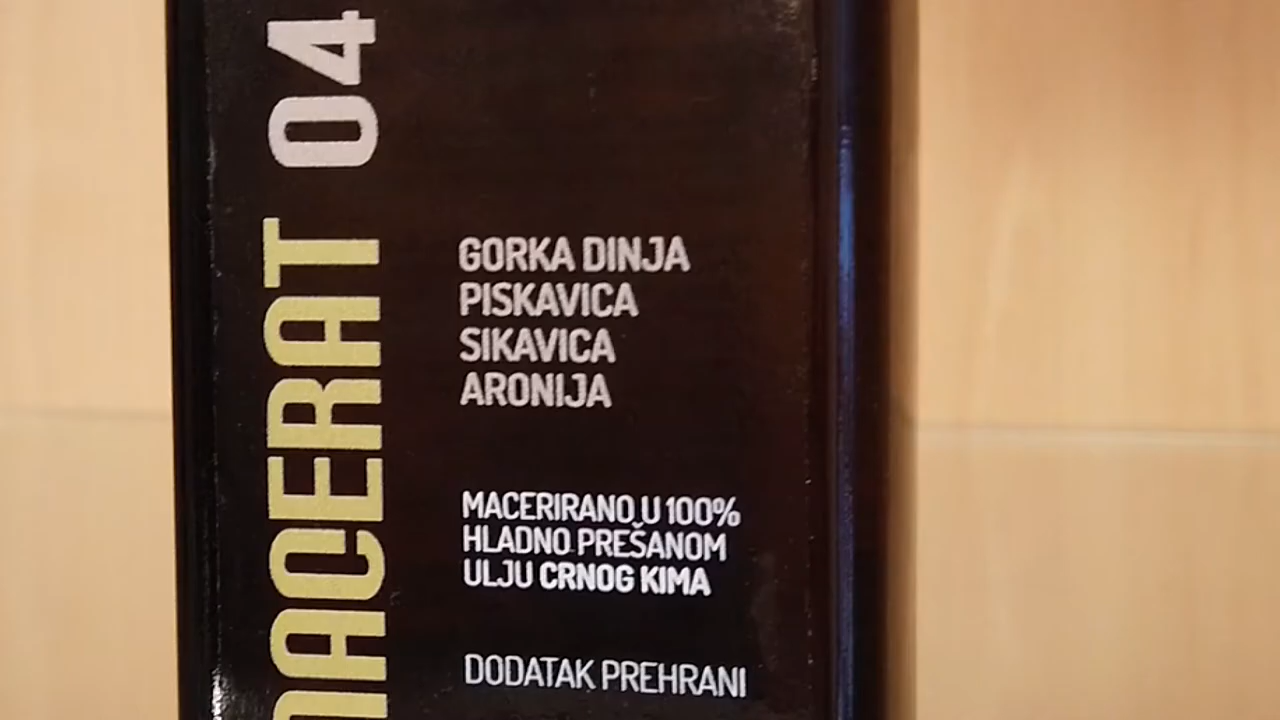 MACERAT 04
GORKA DINJA
PISKAVICA
SIKAVICA
ARONIJA
MACERIRANO U 100%
HLADNO PREŠANOM
ULJU CRNOG KIMA
DODATAK PREHRANI